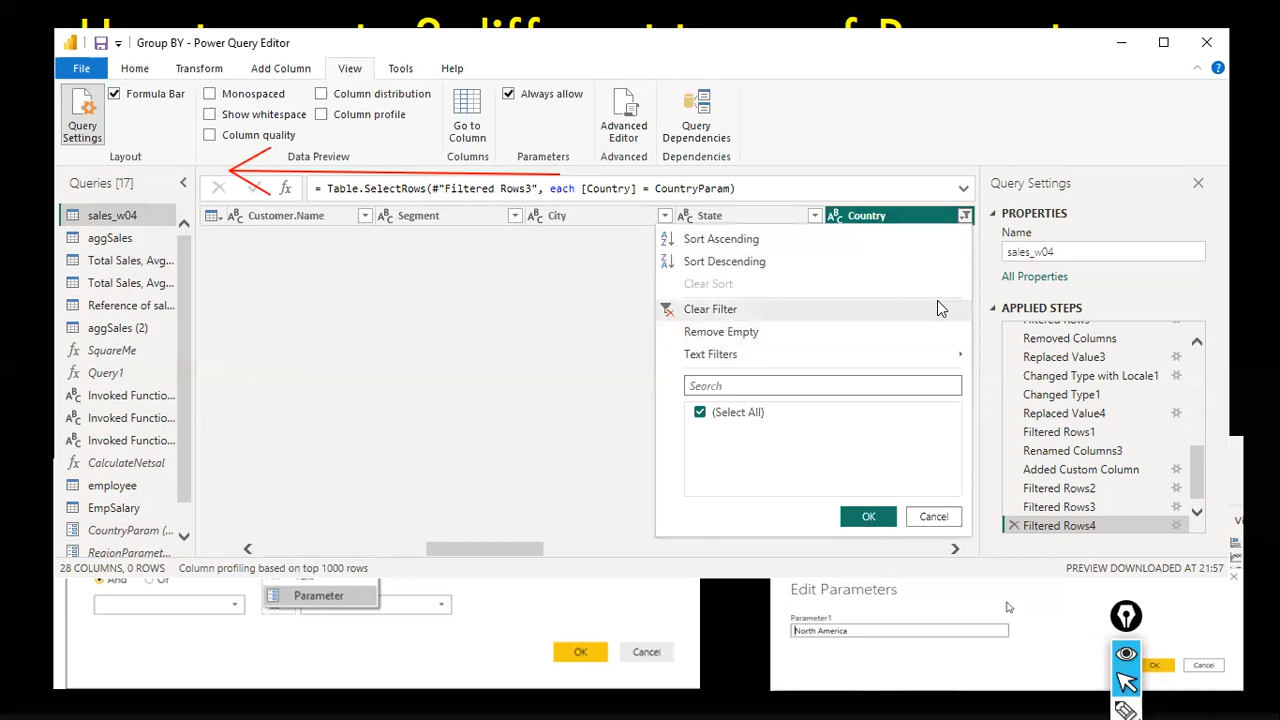 Group BY - Power Query Editor
File Home Transform Add Column View Tools Help
Query Settings
Formula Bar
Monospaced
Show whitespace
Column quality
Column distribution
Column profile
Go to Column
Always allow
Advanced Editor
Query Dependencies
Layout Data Preview Columns Parameters Advanced Dependencies
Queries [17]
= Table.SelectRows(#"Filtered Rows3", each [Country] = CountryParam)
Customer.Name Segment City State Country
sales_w04
aggSales
Total Sales, Avg...
Total Sales, Avg...
Reference of sal...
aggSales (2)
SquareMe
Query1
Invoked Functio...
Invoked Functio...
Invoked Functio...
CalculateNetsal
employee
EmpSalary
CountryParam (...
RegionParamet...
Sort Ascending
Sort Descending
Clear Sort
Clear Filter
Remove Empty
Text Filters
Search
(Select All)
OK Cancel
Query Settings
PROPERTIES
Name
sales_w04
All Properties
APPLIED STEPS
Removed Columns
Replaced Value3
Changed Type with Locale1
Changed Type1
Replaced Value4
Filtered Rows1
Renamed Columns3
Added Custom Column
Filtered Rows2
Filtered Rows3
Filtered Rows4
28 COLUMNS, 0 ROWS Column profiling based on top 1000 rows PREVIEW DOWNLOADED AT 21:57
And Or
Parameter
OK Cancel
Edit Parameters
Parameter1
North America
OK Cancel